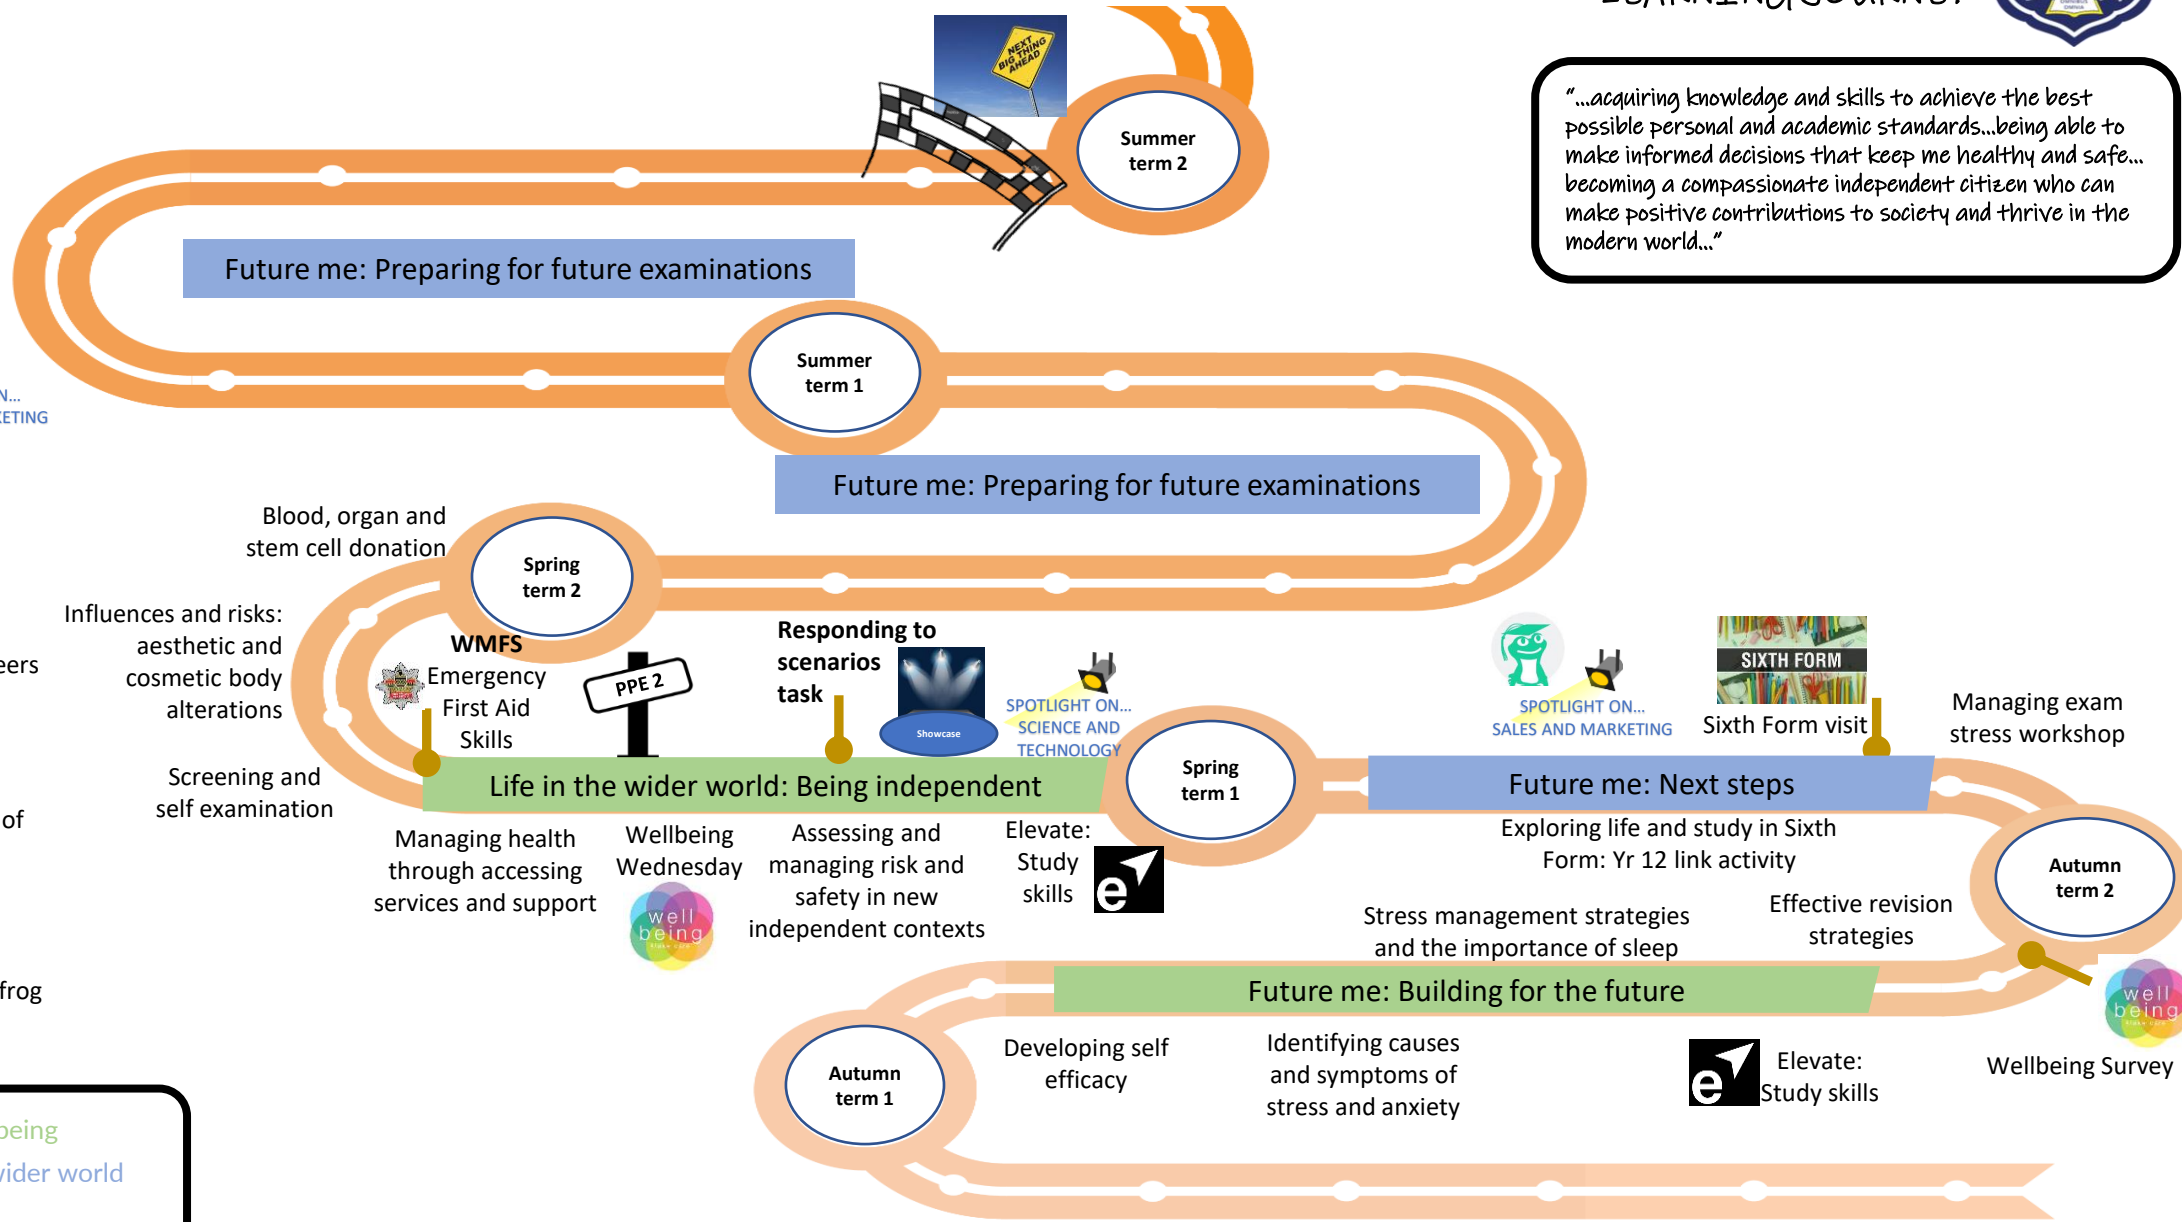 LEARNING JOURNEY
"...acquiring knowledge and skills to achieve the best
possible personal and academic standards...being able to
make informed decisions that keep me healthy and safe...
becoming a compassionate independent citizen who can
make positive contributions to society and thrive in the
modern world..."
NEXT
BIG THING
AHEAD
Summer
term 2
Future me: Preparing for future examinations
Summer
term 1
KETING
Future me: Preparing for future examinations
Blood, organ and
stem cell donation
Spring
term 2
Influences and risks:
aesthetic and
cosmetic body
alterations
eers
WMFS
Emergency
First Aid
Skills
PPE 2
Responding to
scenarios
task
Showcase
SPOTLIGHT ON...
SCIENCE AND
TECHNOLOGY
SPOTLIGHT ON...
SALES AND MARKETING
SIXTH FORM
Sixth Form visit
Managing exam
stress workshop
Screening and
self examination
Life in the wider world: Being independent
Spring
term 1
Future me: Next steps
of
Managing health
through accessing
services and support
Wellbeing
Wednesday
well
being
Assessing and
managing risk and
safety in new
independent contexts
Elevate:
Study
skills
e
Exploring life and study in Sixth
Form: Yr 12 link activity
Autumn
term 2
Stress management strategies
and the importance of sleep
Effective revision
strategies
frog
Future me: Building for the future
well
being
Autumn
term 1
Developing self
efficacy
Identifying causes
and symptoms of
stress and anxiety
e
Elevate:
Study skills
Wellbeing Survey
being
wider world